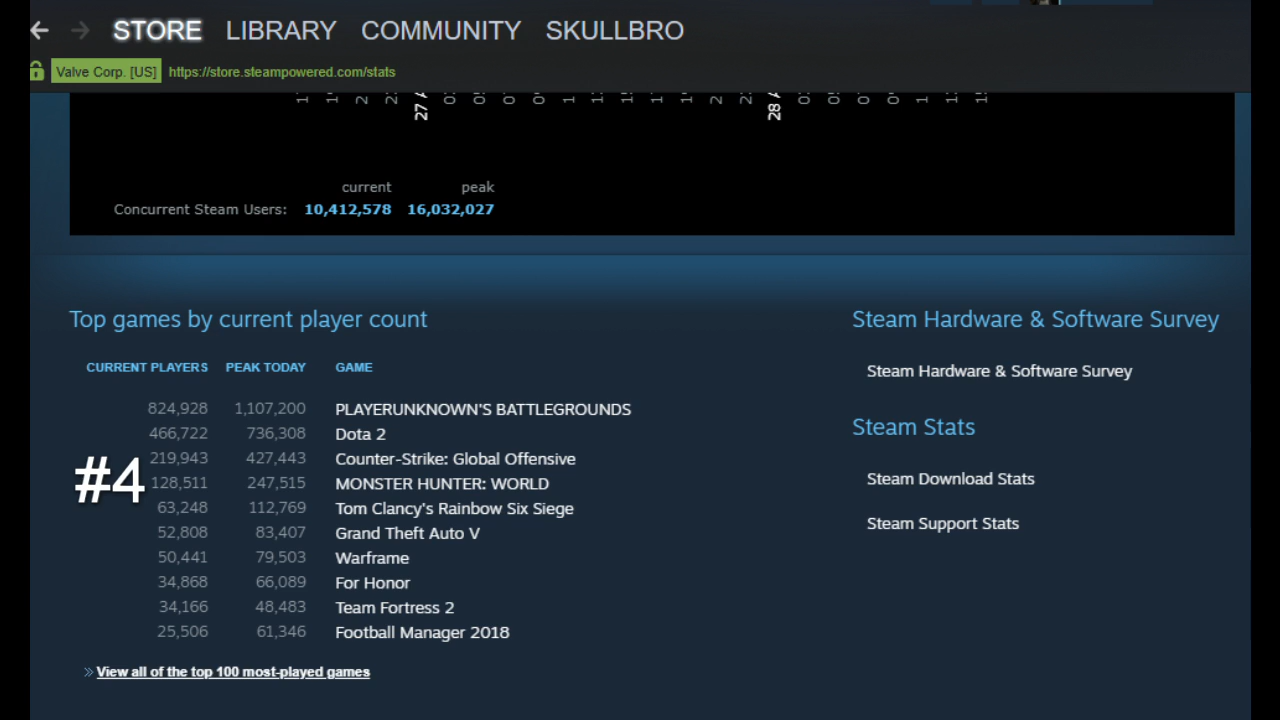 STORE LIBRARY COMMUNITY SKULLBRO
Valve Corp. [US] https://store.steampowered.com/stats
27 28
current peak
Concurrent Steam Users: 10,412,578 16,032,027
Top games by current player count
CURRENT PLAYERS PEAK TODAY GAME
824,928 1,107,200 PLAYERUNKNOWN'S BATTLEGROUNDS
466,722 736,308 Dota 2
219,943 427,443 Counter-Strike: Global Offensive
#4 128,511 247,515 MONSTER HUNTER: WORLD
63,248 112,769 Tom Clancy's Rainbow Six Siege
52,808 83,407 Grand Theft Auto V
50,441 79,503 Warframe
34,868 66,089 For Honor
34,166 48,483 Team Fortress 2
25,506 61,346 Football Manager 2018
» View all of the top 100 most-played games
Steam Hardware & Software Survey
Steam Hardware & Software Survey
Steam Stats
Steam Download Stats
Steam Support Stats